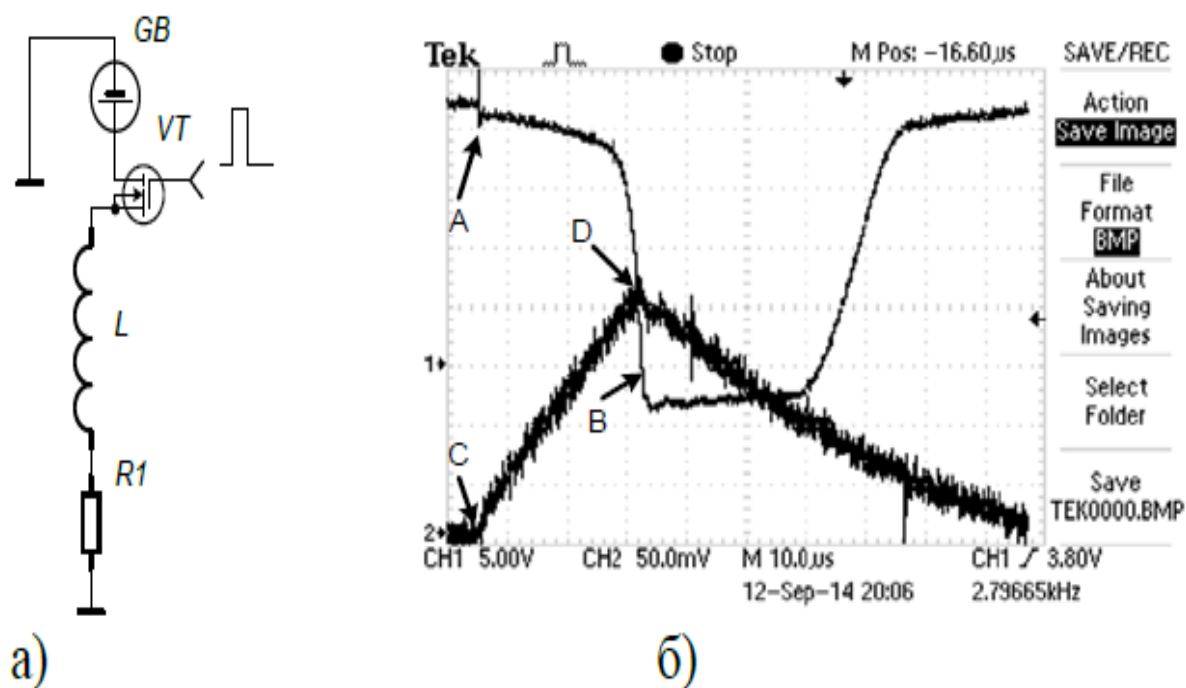 GB
VT
L
R1
а)
Tek Stop M Pos: -16.60µs SAVE/REC
Action
Save Image
File
Format
BMP
About
Saving
Images
Select
Folder
Save
TEK0000.BMP
A
D
B
C
1
2
CH1 5.00V CH2 50.0mV M 10.0µs CH1 3.80V
12-Sep-14 20:06 2.79665kHz
б)